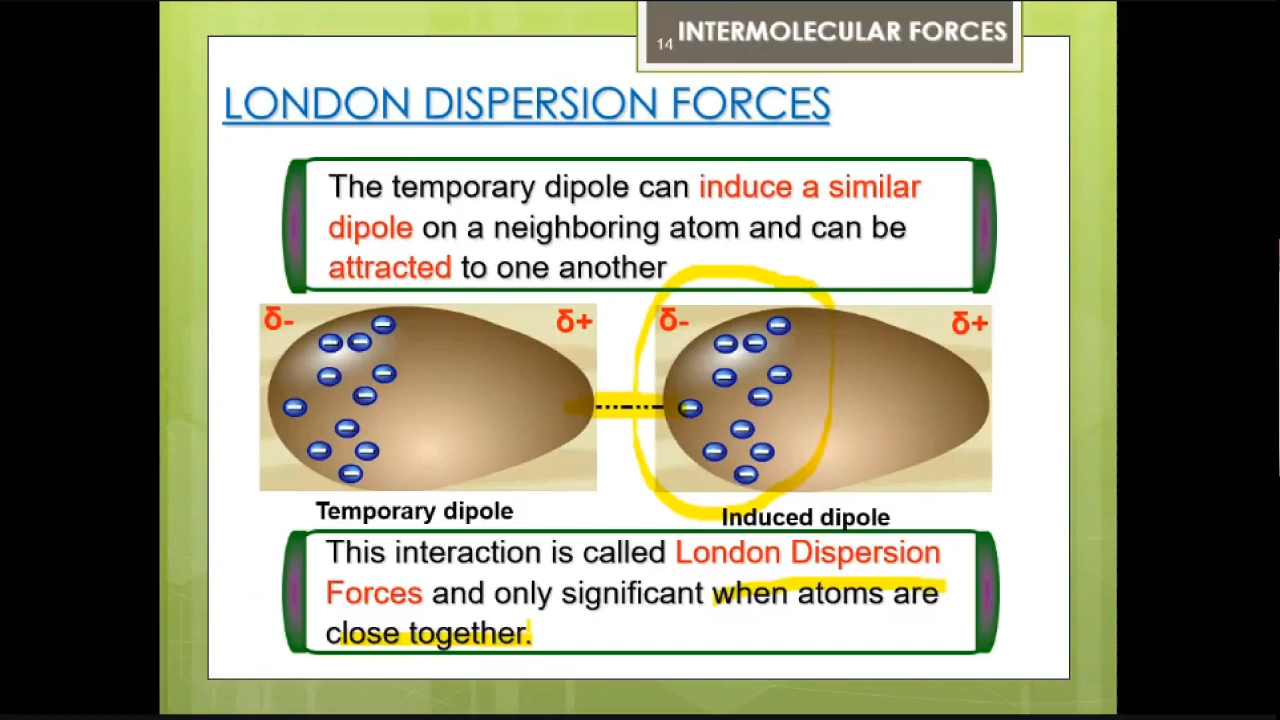 14 INTERMOLECULAR FORCES
LONDON DISPERSION FORCES
The temporary dipole can induce a similar
dipole on a neighboring atom and can be
attracted to one another
δ- δ+ δ- δ+
Temporary dipole
Induced dipole
This interaction is called London Dispersion
Forces and only significant when atoms are
close together.